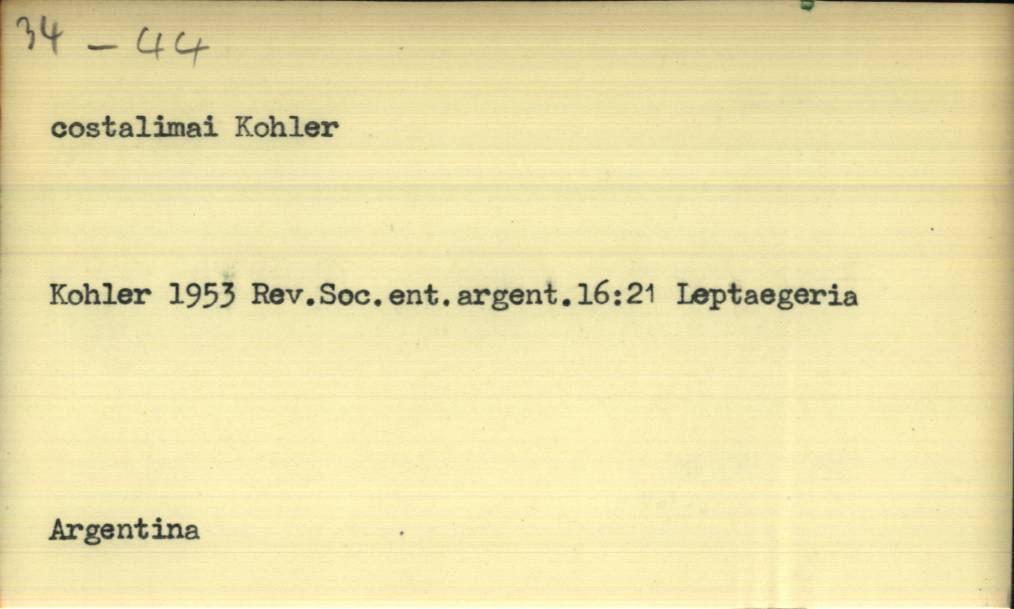 34 - 44
costalimai Kohler
Kohler 1953 Rev.Soc.ent.argent.16:21 Leptaegeria
Argentina